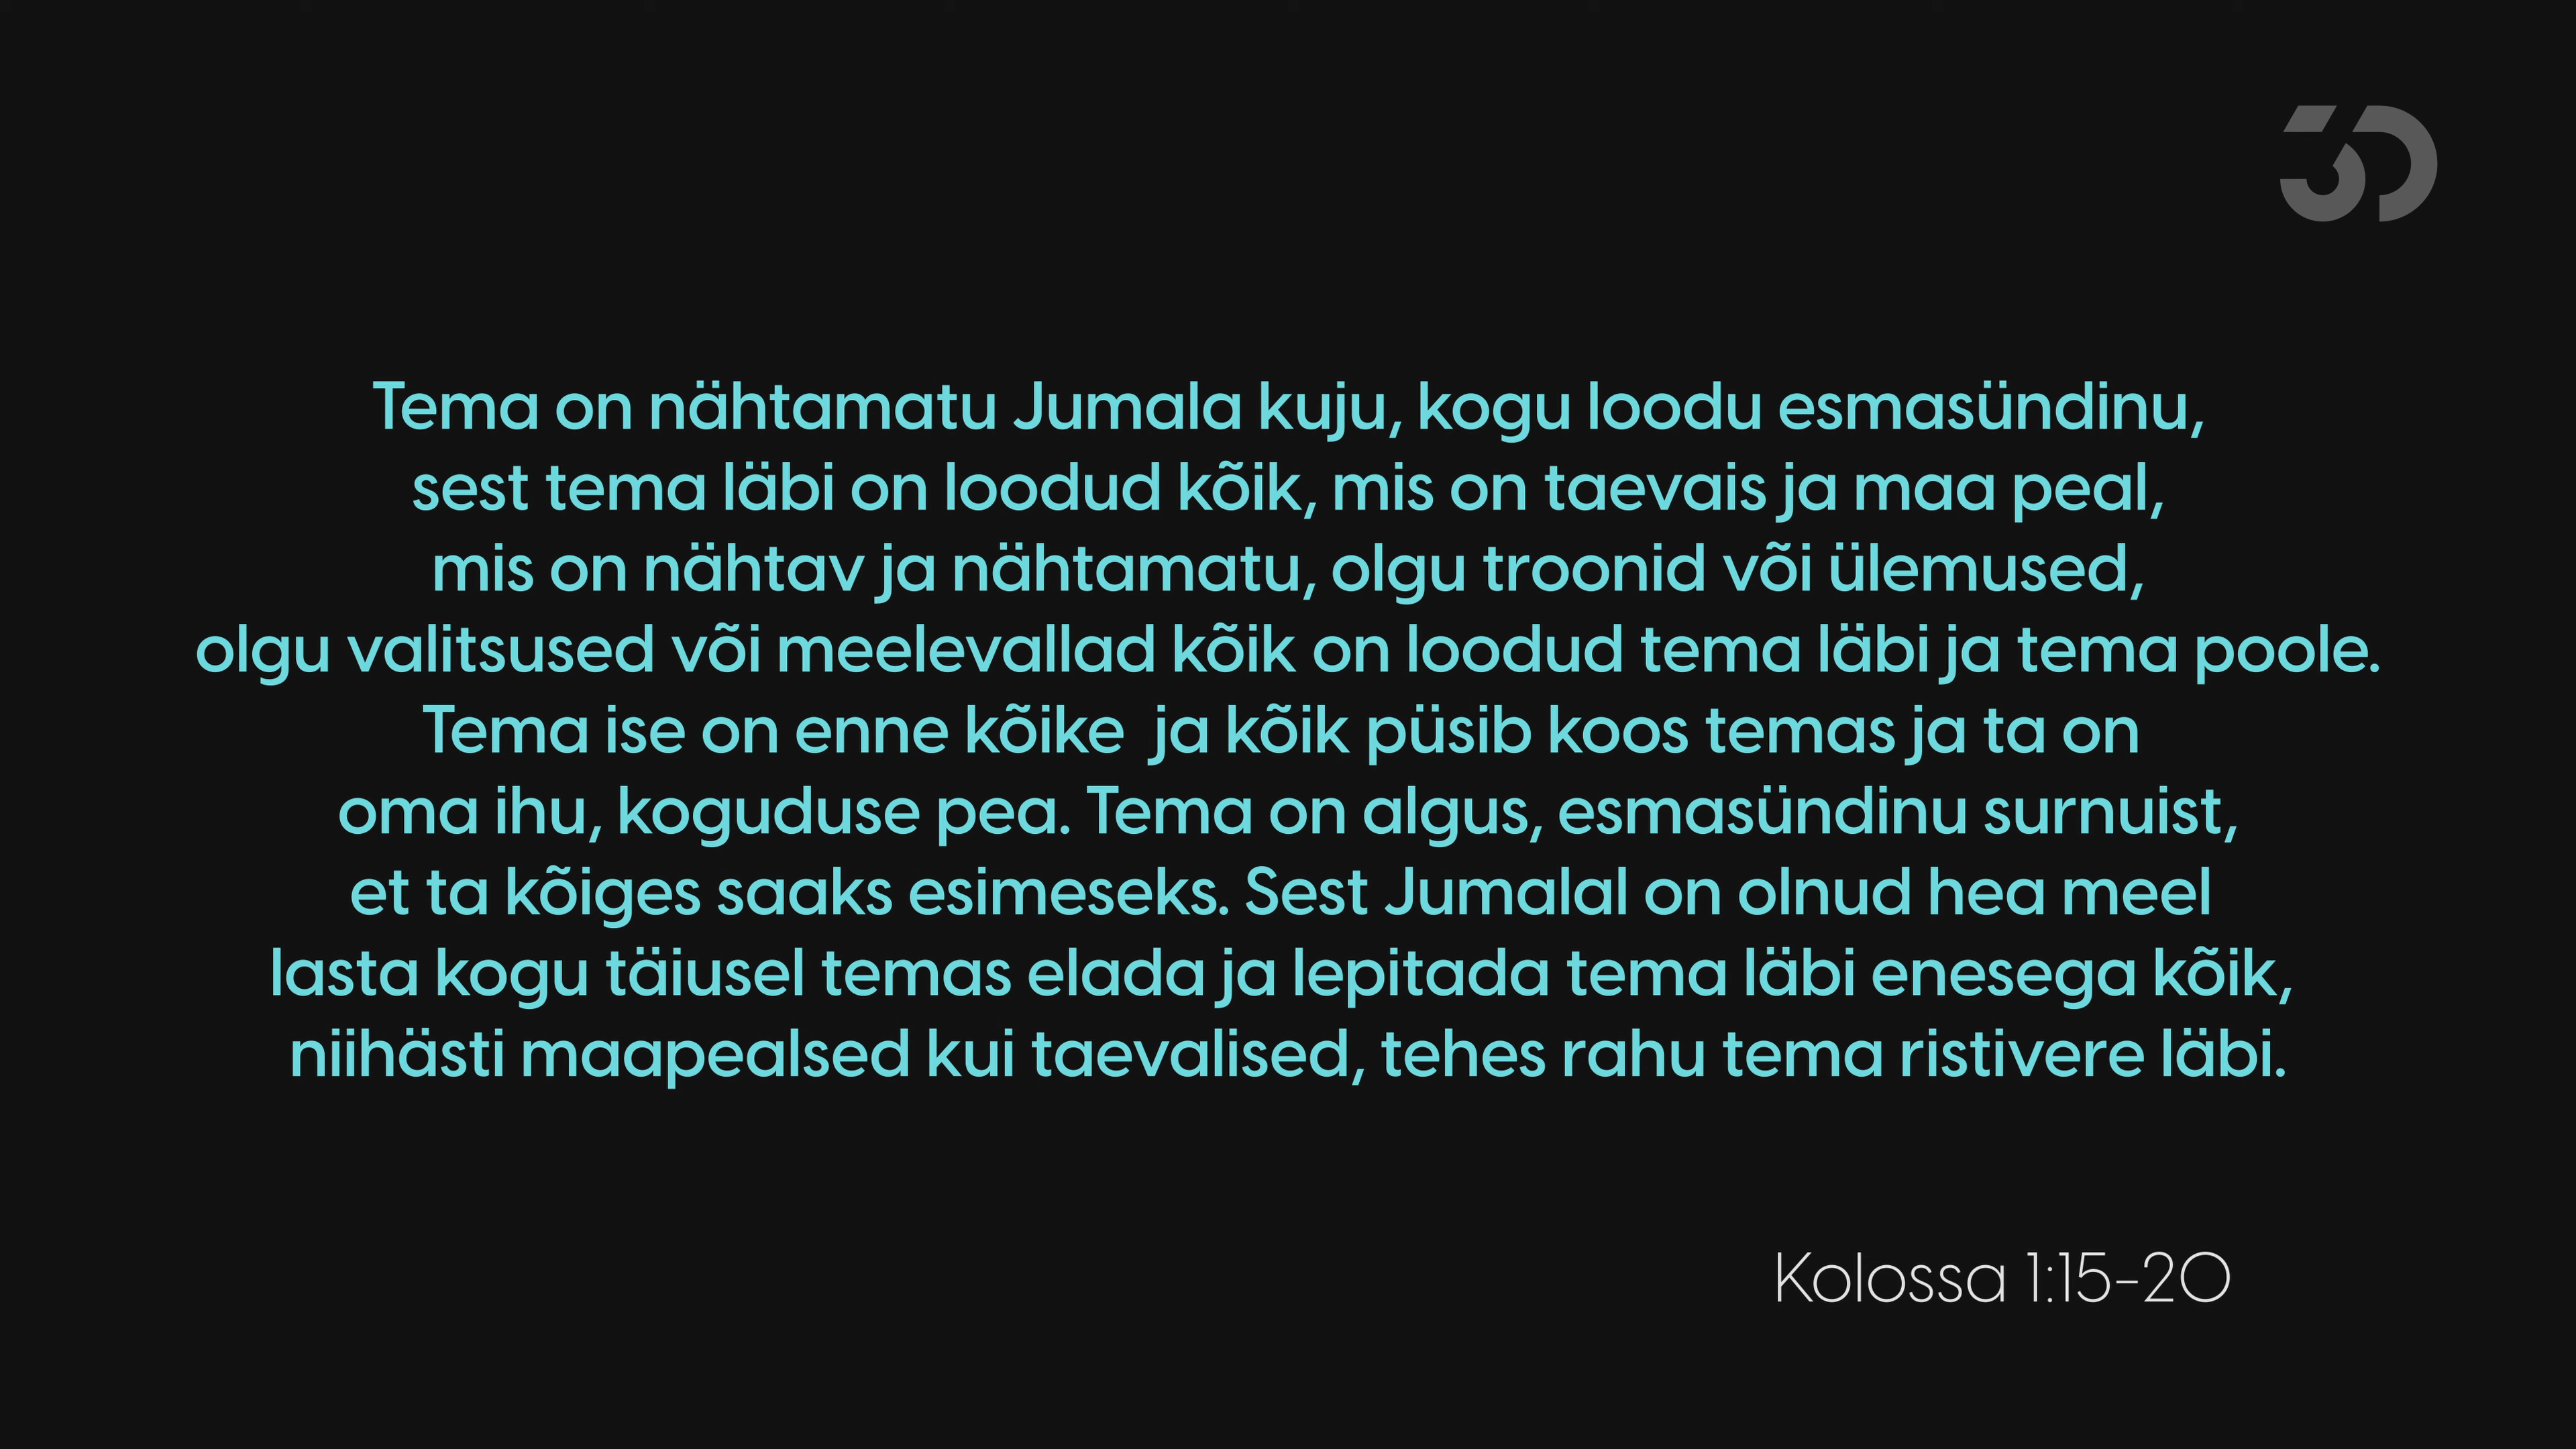 3D
Tema on nähtamatu Jumala kuju, kogu loodu esmasündinu,
sest tema läbi on loodud kõik, mis on taevais ja maa peal,
mis on nähtav ja nähtamatu, olgu troonid või ülemused,
olgu valitsused või meelevallad kõik on loodud tema läbi ja tema poole.
Tema ise on enne kõike  ja kõik püsib koos temas ja ta on
oma ihu, koguduse pea. Tema on algus, esmasündinu surnuist,
et ta kõiges saaks esimeseks. Sest Jumalal on olnud hea meel
lasta kogu täiusel temas elada ja lepitada tema läbi enesega kõik,
niihästi maapealsed kui taevalised, tehes rahu tema ristivere läbi.
Kolossa 1:15-20